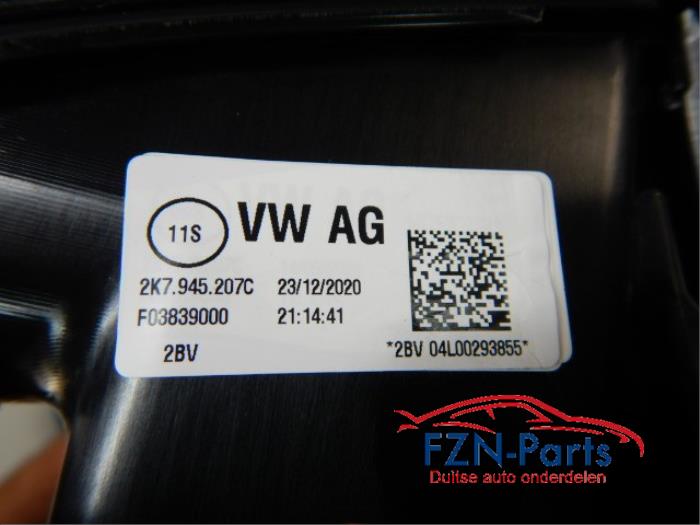 11S VW AG
2K7.945.207C 23/12/2020
F03839000 21:14:41
2BV *2BV 04L00293855*
FZN-Parts
Duitse auto onderdelen